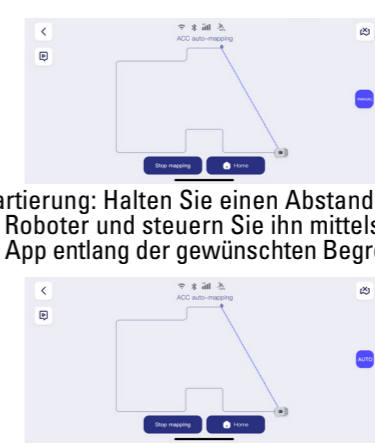 ACC auto-mapping
MANUAL
Stop mapping Home
artierung: Halten Sie einen Abstand
Roboter und steuern Sie ihn mittels
App entlang der gewünschten Begre
ACC auto-mapping
AUTO
Stop mapping Home